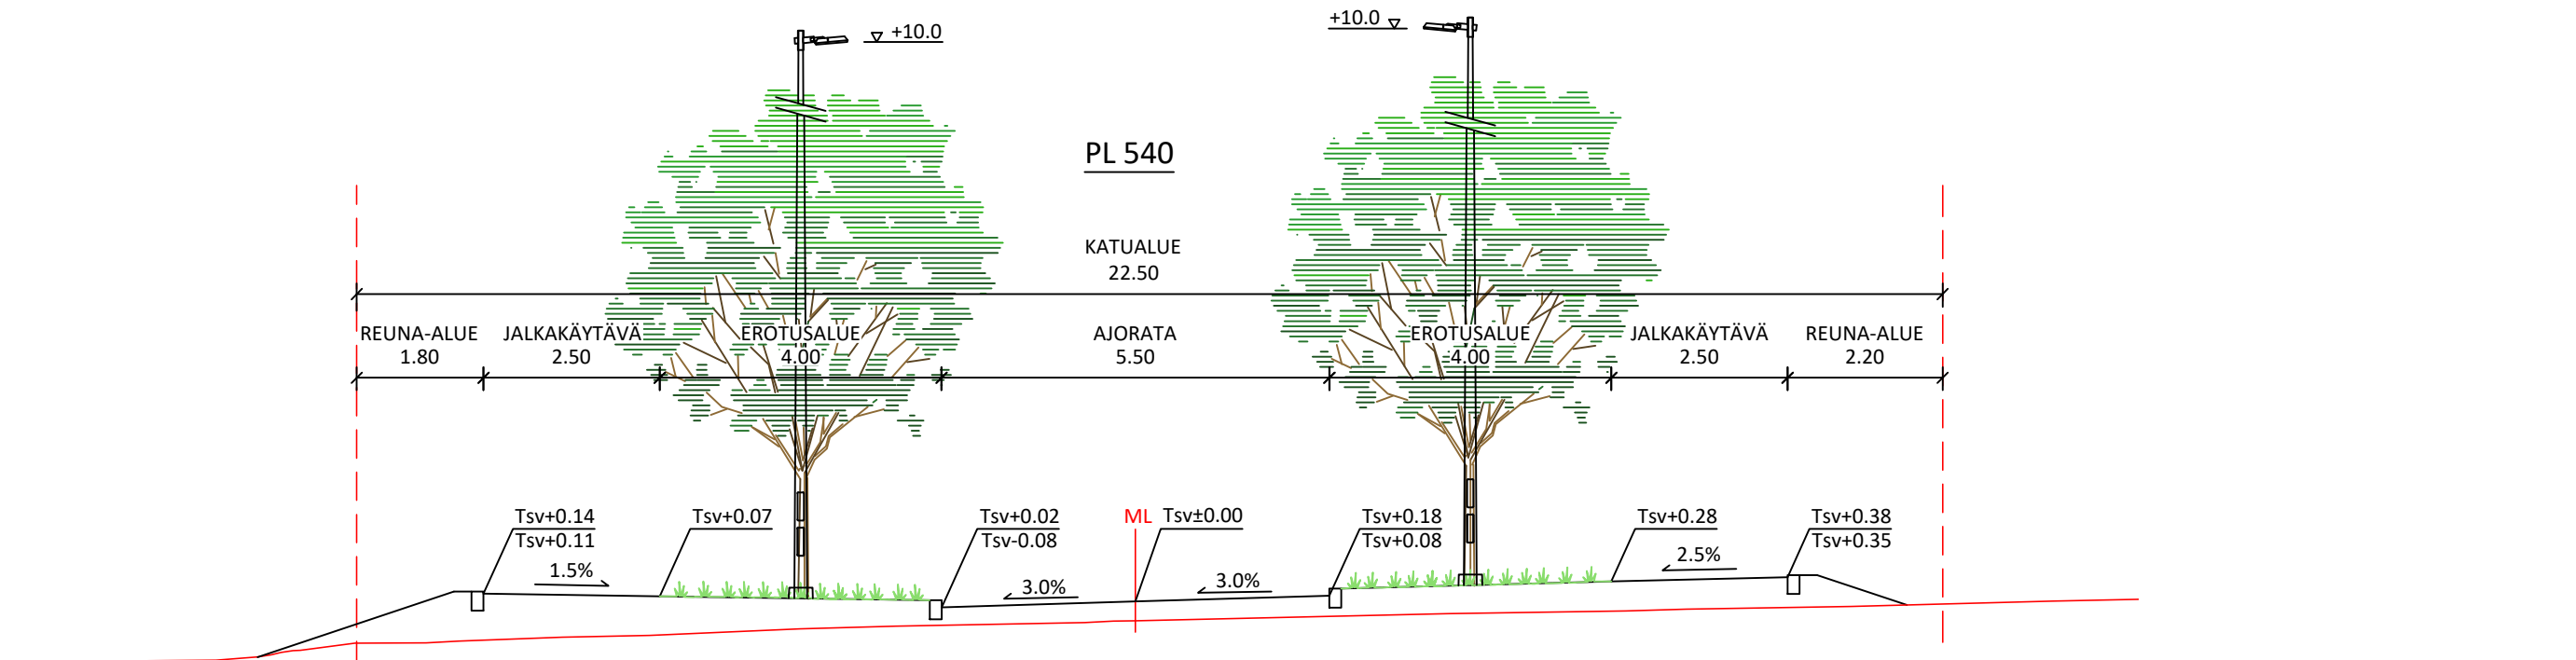 +10.0
+10.0
PL 540
KATUALUE
22.50
REUNA-ALUE
1.80
JALKAKÄYTÄVÄ
2.50
EROTUSALUE
4.00
AJORATA
5.50
EROTUSALUE
4.00
JALKAKÄYTÄVÄ
2.50
REUNA-ALUE
2.20
Tsv+0.14
Tsv+0.11
Tsv+0.07
Tsv+0.02
Tsv-0.08
ML
Tsv±0.00
Tsv+0.18
Tsv+0.08
Tsv+0.28
Tsv+0.38
Tsv+0.35
1.5%
3.0%
3.0%
2.5%